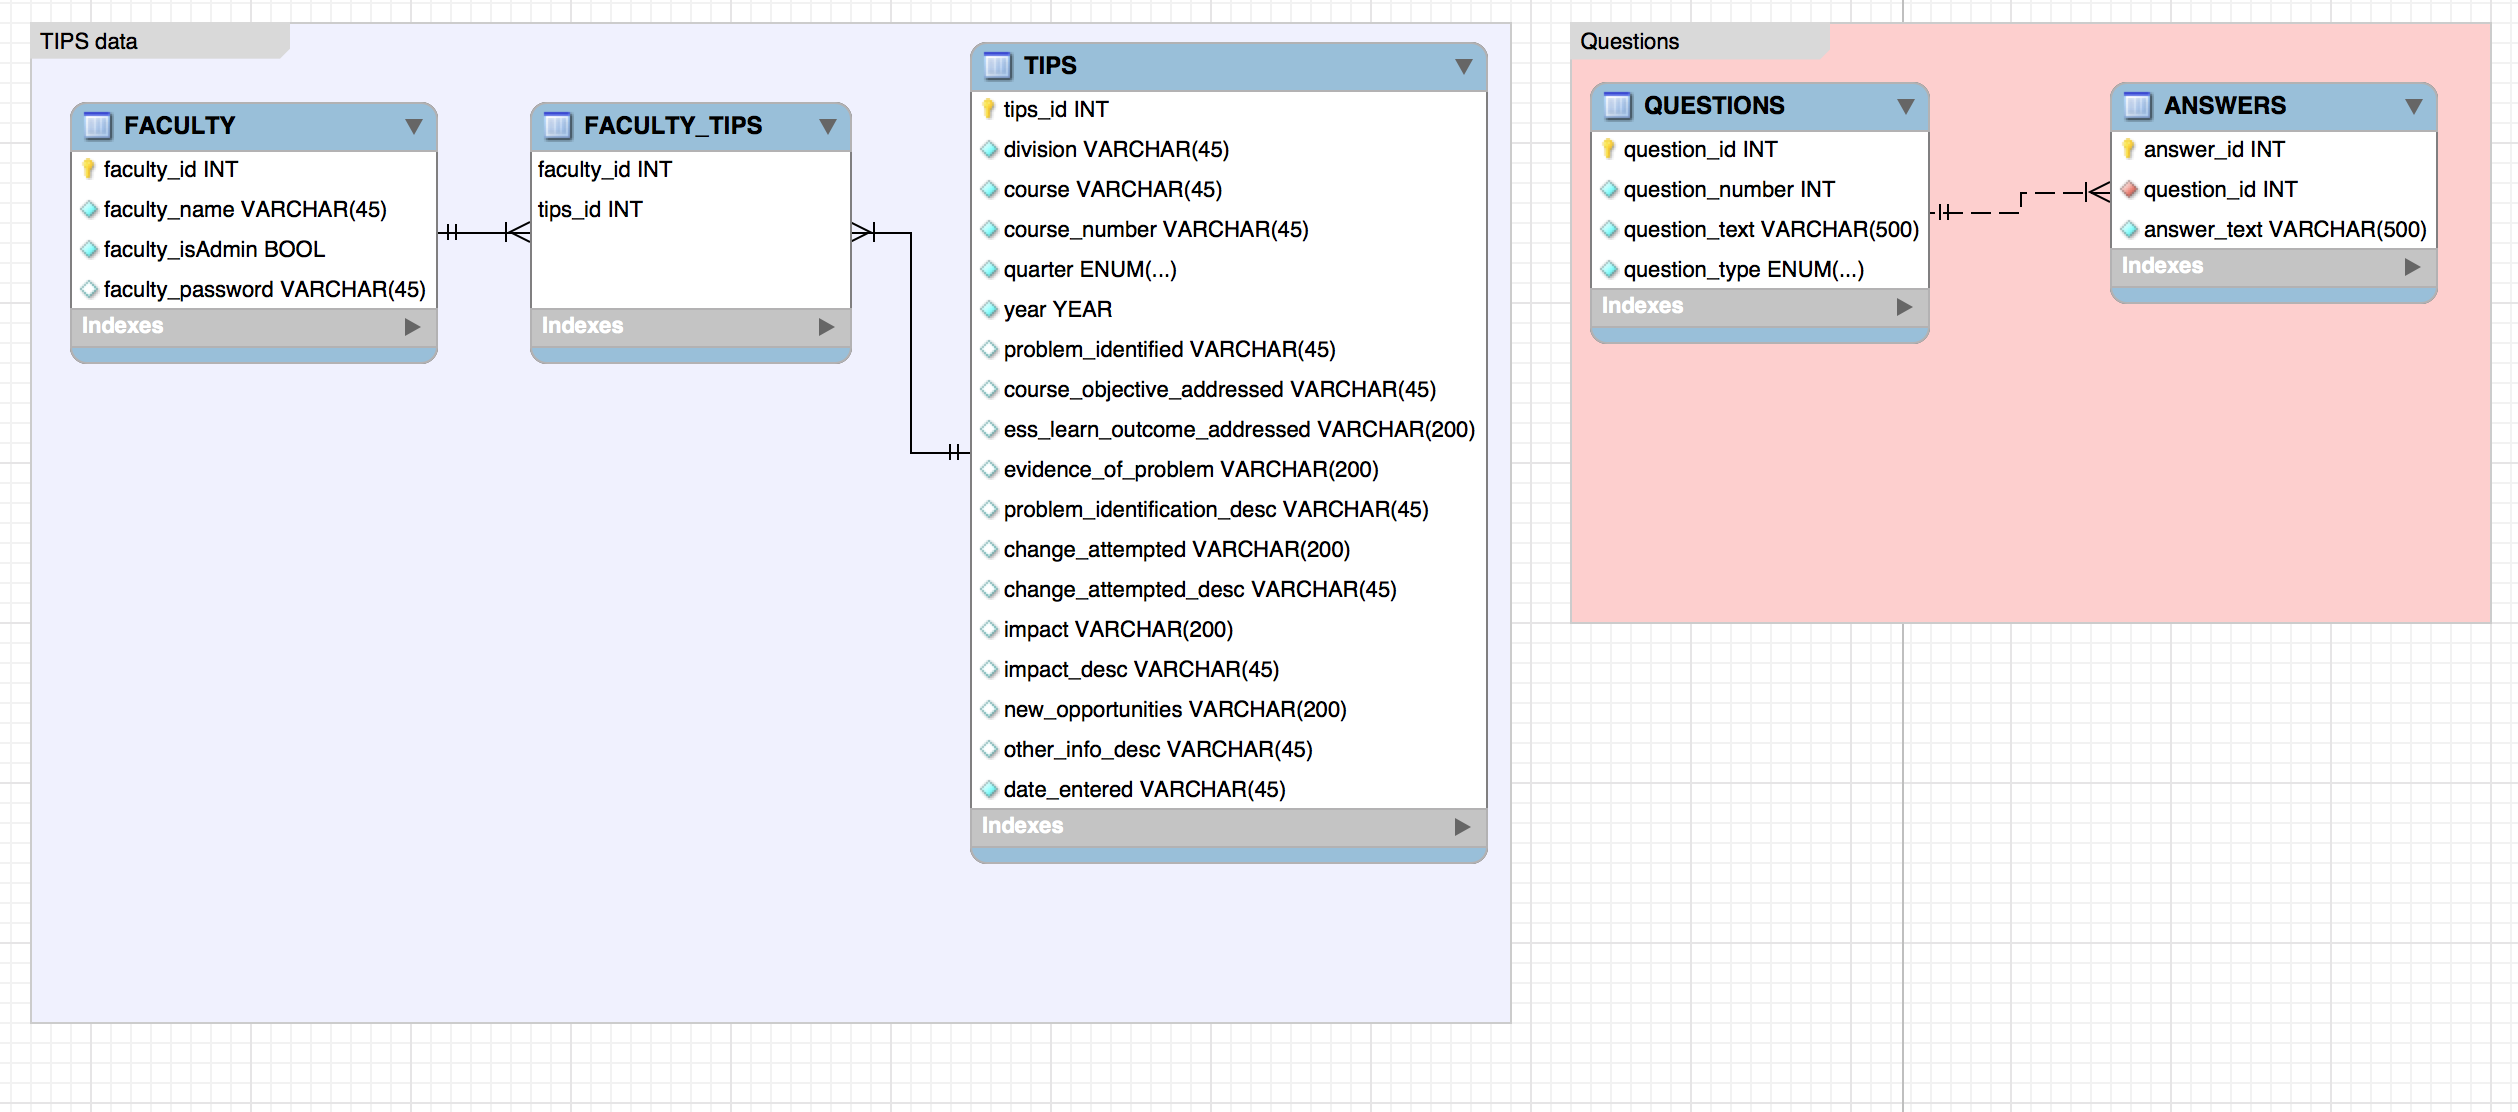 TIPS data
FACULTY
faculty_id INT
faculty_name VARCHAR(45)
faculty_isAdmin BOOL
faculty_password VARCHAR(45)
Indexes
FACULTY_TIPS
faculty_id INT
tips_id INT
Indexes
TIPS
tips_id INT
division VARCHAR(45)
course VARCHAR(45)
course_number VARCHAR(45)
quarter ENUM(...)
year YEAR
problem_identified VARCHAR(45)
course_objective_addressed VARCHAR(45)
ess_learn_outcome_addressed VARCHAR(200)
evidence_of_problem VARCHAR(200)
problem_identification_desc VARCHAR(45)
change_attempted VARCHAR(200)
change_attempted_desc VARCHAR(45)
impact VARCHAR(200)
impact_desc VARCHAR(45)
new_opportunities VARCHAR(200)
other_info_desc VARCHAR(45)
date_entered VARCHAR(45)
Indexes
Questions
QUESTIONS
question_id INT
question_number INT
question_text VARCHAR(500)
question_type ENUM(...)
Indexes
ANSWERS
answer_id INT
question_id INT
answer_text VARCHAR(500)
Indexes